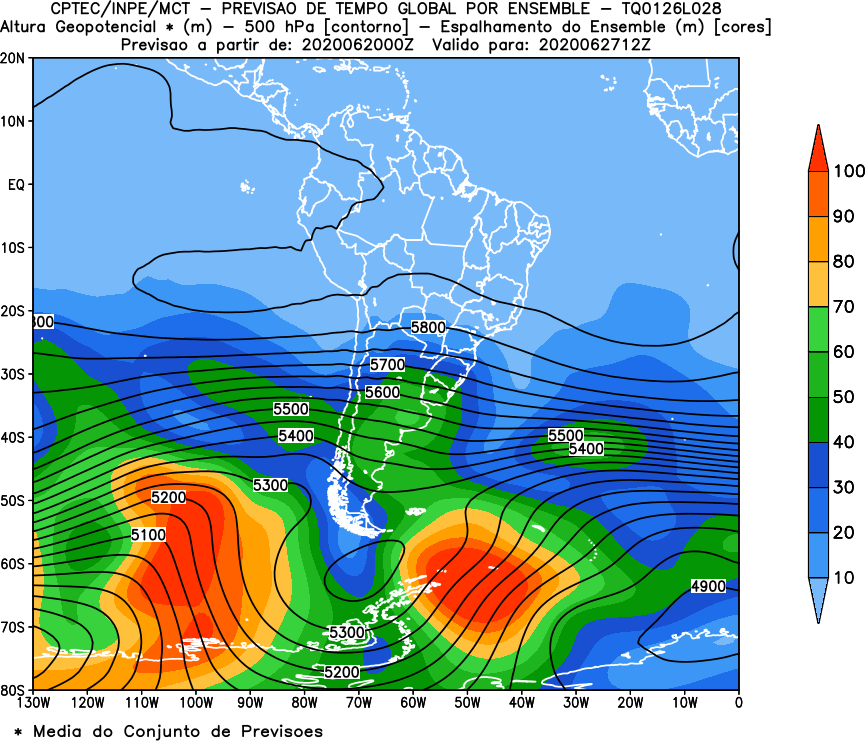 CPTEC/INPE/MCT – PREVISAO DE TEMPO GLOBAL POR ENSEMBLE – TQ0126L028
Altura Geopotencial * (m) – 500 hPa [contorno] – Espalhamento do Ensemble (m) [cores]
Previsao a partir de: 2020062000Z Valido para: 2020062712Z
20N
10N
EQ
10S
20S
30S
40S
50S
60S
70S
80S
130W 120W 110W 100W 90W 80W 70W 60W 50W 40W 30W 20W 10W 0
5800
5700
5600
5500
5400
5500
5400
5300
5200
5100
4900
5300
5200
100
90
80
70
60
50
40
30
20
10
* Media do Conjunto de Previsoes